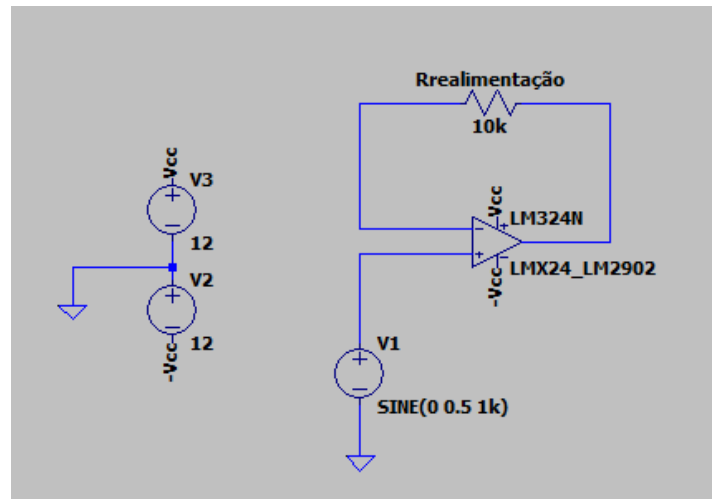 Rrealimentação
10k
Vcc
V3
12
V2
12
-Vcc
Vcc
LM324N
LMX24_LM2902
-Vcc
V1
SINE(0 0.5 1k)